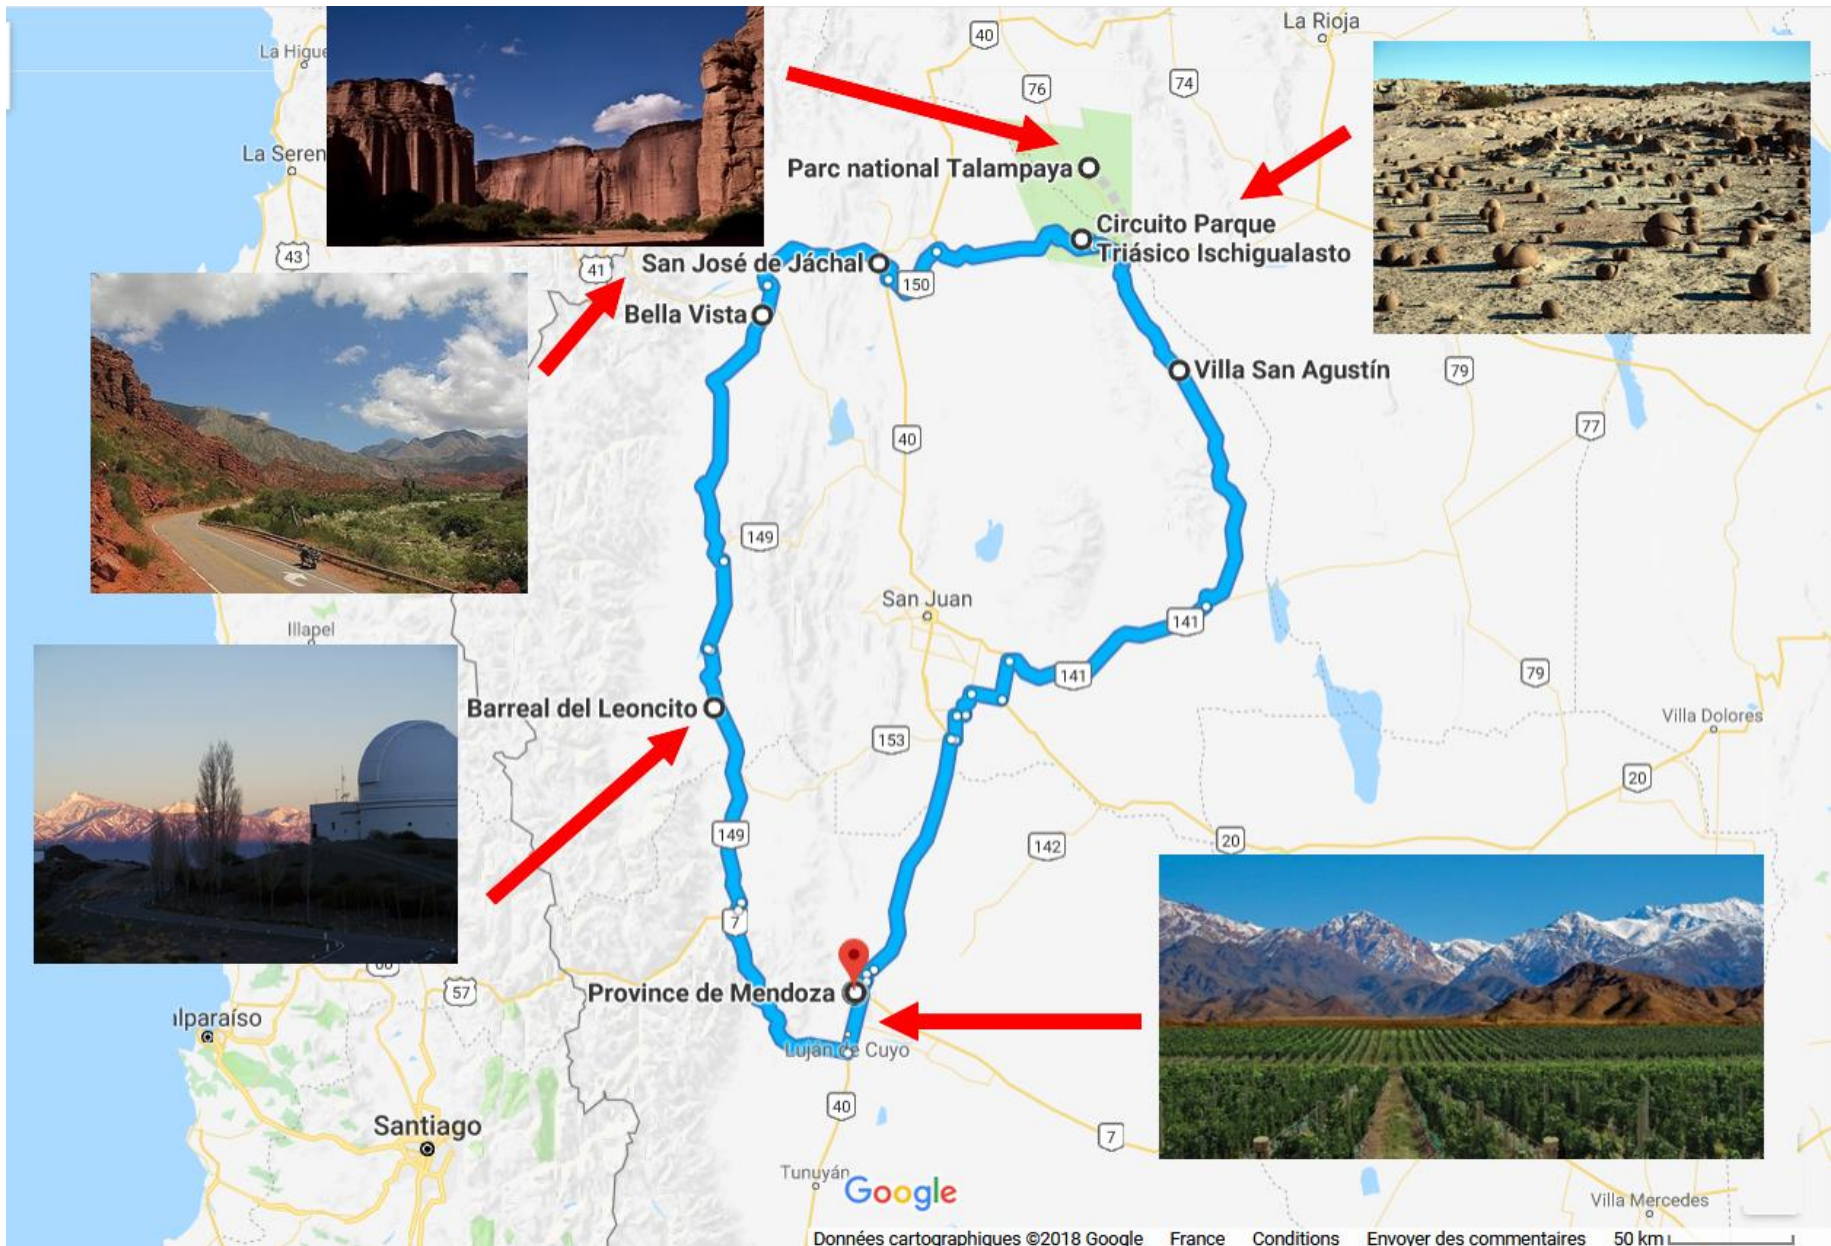 La Rioja
40
La Higue
76
74
La Seren
Parc national Talampaya
Circuito Parque
Triásico Ischigualasto
43
41
San José de Jáchal
150
Bella Vista
Villa San Agustín
79
77
40
149
San Juan
141
Illapel
141
79
Barreal del Leoncito
Villa Dolores
153
20
149
142
20
7
57
Province de Mendoza
alparaíso
Luján de Cuyo
40
Santiago
7
Tunuyán
Google
Villa Mercedes
Données cartographiques ©2018 Google France Conditions Envoyer des commentaires 50 km